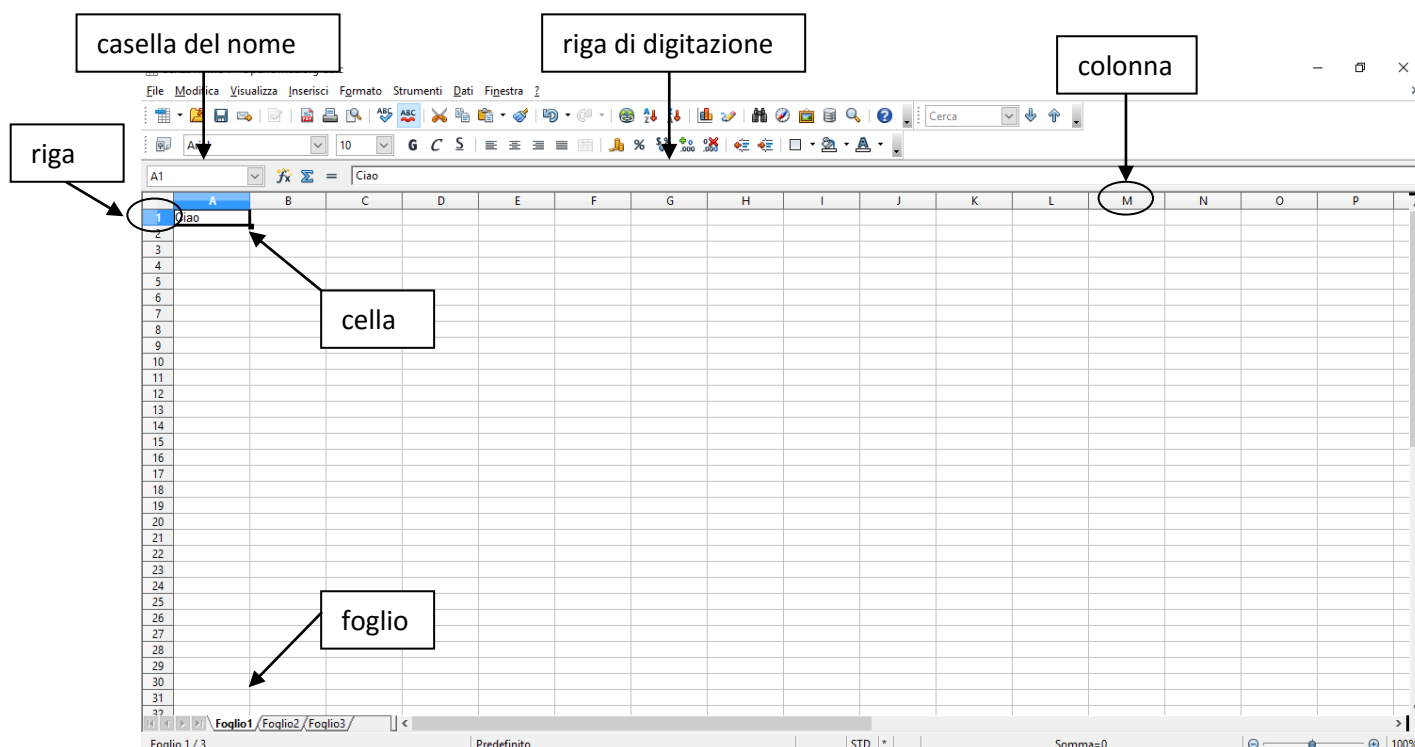 casella del nome
riga di digitazione
colonna
File Modifica Visualizza Inserisci Formato Strumenti Dati Finestra ?
Cerca
riga
10 G C S
A1 = Ciao
A B C D E F G H I J K L M N O P
1 Ciao
2
3
4
5
6
7
cella
8
9
10
11
12
13
14
15
16
17
18
19
20
21
22
23
24
25
26
foglio
27
28
29
30
31
32
Foglio1 Foglio2 Foglio3
Foglio 1 / 3 Predefinito STD * Somma=0 100%